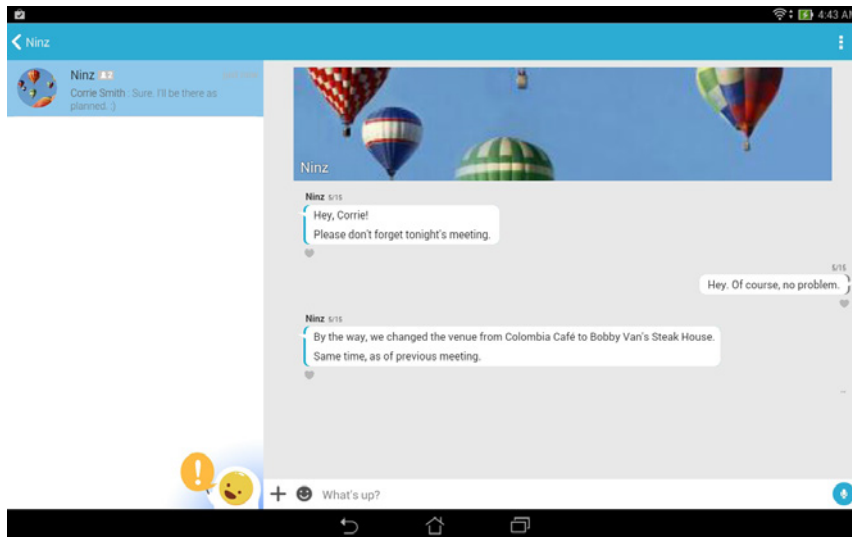 4:43 AM
Ninz
Ninz A2
Corrie Smith : Sure. I'll be there as
planned. :)
Ninz
Ninz 5/15
Hey, Corrie!
Please don't forget tonight's meeting.
5/15
Hey. Of course, no problem.
Ninz 5/15
By the way, we changed the venue from Colombia Café to Bobby Van's Steak House.
Same time, as of previous meeting.
What's up?